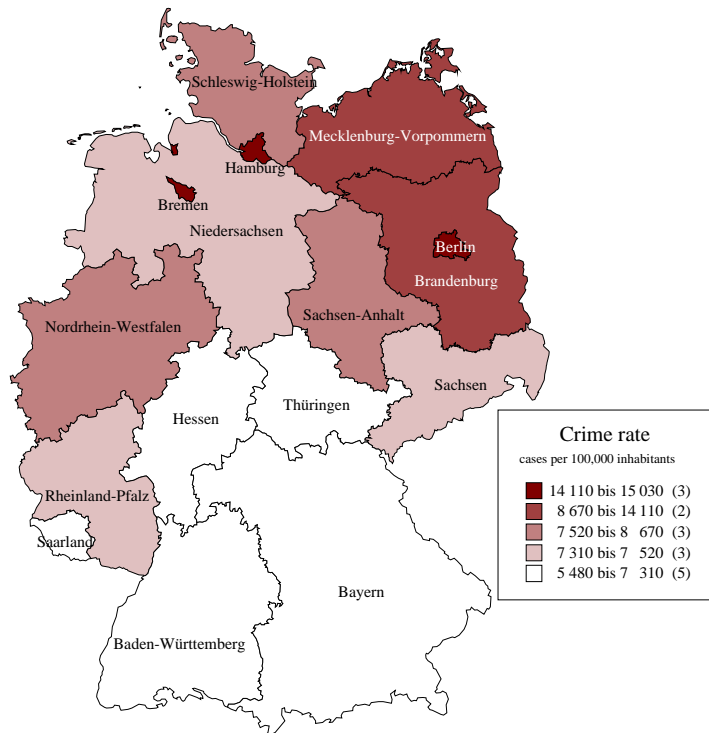 Schleswig-Holstein
Mecklenburg-Vorpommern
Hamburg
Bremen
Niedersachsen
Berlin
Brandenburg
Sachsen-Anhalt
Nordrhein-Westfalen
Sachsen
Thüringen
Hessen
Rheinland-Pfalz
Saarland
Bayern
Baden-Württemberg
Crime rate
cases per 100,000 inhabitants
14 110 bis 15 030 (3)
8 670 bis 14 110 (2)
7 520 bis 8 670 (3)
7 310 bis 7 520 (3)
5 480 bis 7 310 (5)